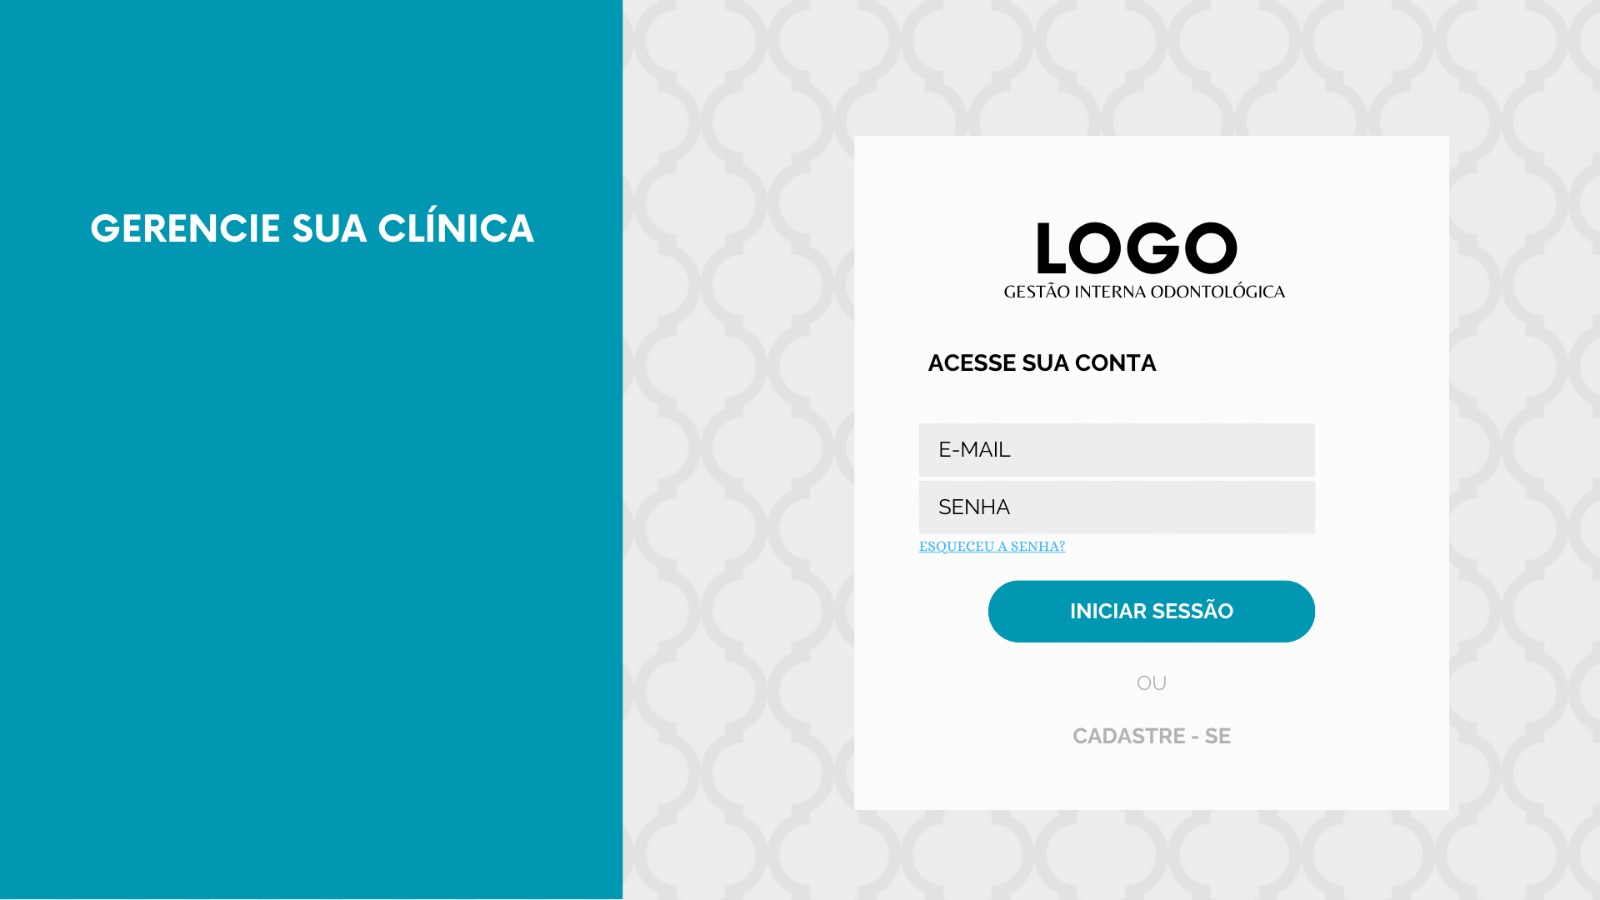 GERENCIE SUA CLÍNICA
LOGO
GESTÃO INTERNA ODONTOLÓGICA
ACESSE SUA CONTA
E-MAIL
SENHA
ESQUECEU A SENHA?
INICIAR SESSÃO
OU
CADASTRE - SE